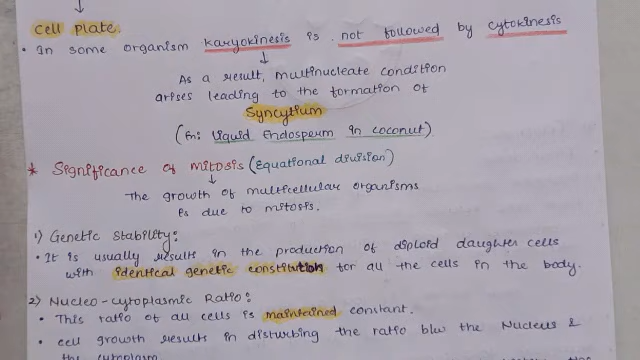 Cell plate.
• In some organism karyokinesis is not followed by cytokinesis
As a result, multinucleate condition
arises leading to the formation of
Syncytium
(En: Liquid Endosperm in coconut)
* Significance of mitosis (Equational division)
The growth of multicellular organisms
is due to mitosis.
1) Genetic Stability:
• It is usually results in the production of diploid daughter cells
with identical genetic constitution for all the cells in the body.
2) Nucleo-cytoplasmic Ratio:
• This ratio of all cells is maintained constant.
• cell growth results in disturbing the ratio b/w the Nucleus &
the cytoplasm